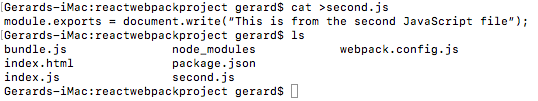 [Gerards-iMac:reactwebpackproject gerard$ cat >second.js
module.exports = document.write("This is from the second JavaScript file");
[Gerards-iMac:reactwebpackproject gerard$ ls
bundle.js node_modules webpack.config.js
index.html package.json
index.js second.js
Gerards-iMac:reactwebpackproject gerard$